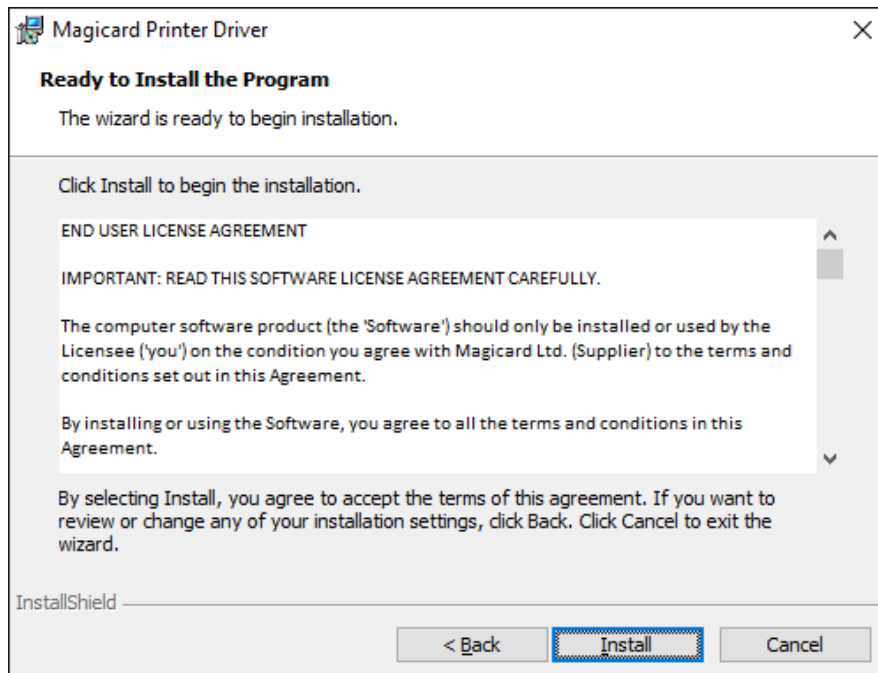 Magicard Printer Driver
Ready to Install the Program
The wizard is ready to begin installation.
Click Install to begin the installation.
END USER LICENSE AGREEMENT
IMPORTANT: READ THIS SOFTWARE LICENSE AGREEMENT CAREFULLY.
The computer software product (the 'Software') should only be installed or used by the
Licensee ('you') on the condition you agree with Magicard Ltd. (Supplier) to the terms and
conditions set out in this Agreement.
By installing or using the Software, you agree to all the terms and conditions in this
Agreement.
By selecting Install, you agree to accept the terms of this agreement. If you want to
review or change any of your installation settings, click Back. Click Cancel to exit the
wizard.
InstallShield
< Back
Install
Cancel